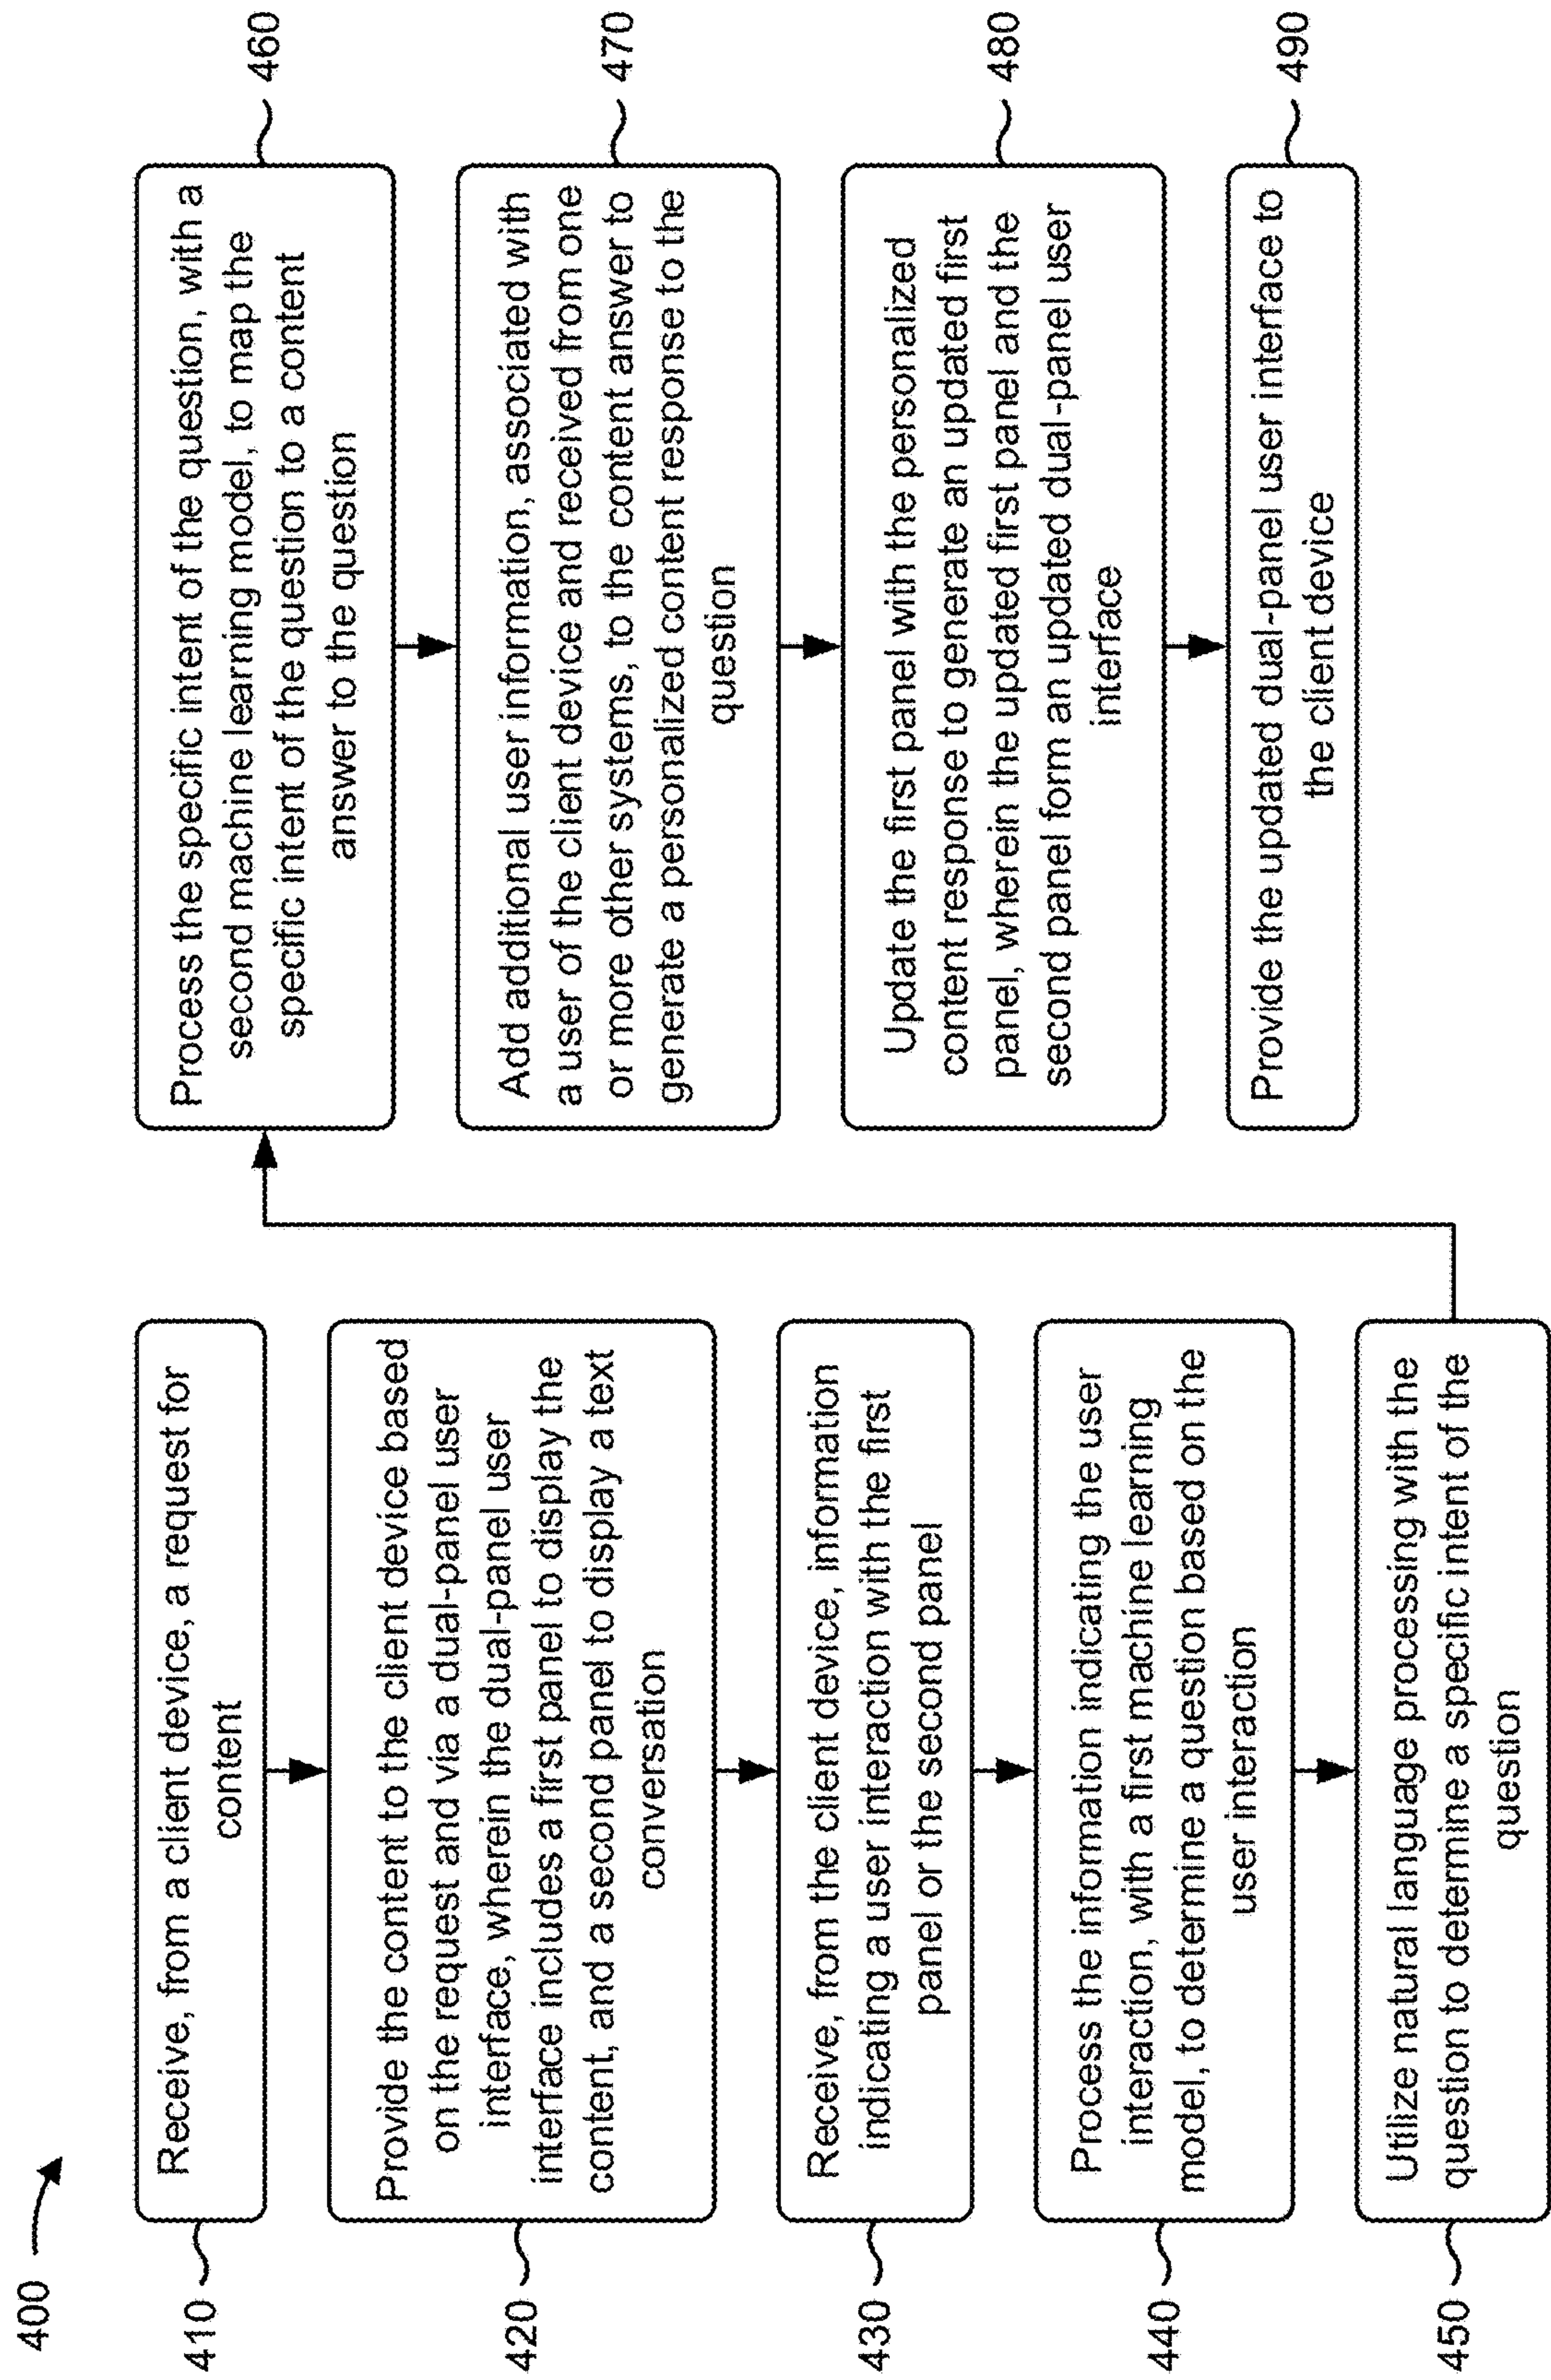 400
410
Receive, from a client device, a request for
content
420
Provide the content to the client device based
on the request and via a dual-panel user
interface, wherein the dual-panel user
interface includes a first panel to display the
content, and a second panel to display a text
conversation
430
Receive, from the client device, information
indicating a user interaction with the first
panel or the second panel
440
Process the information indicating the user
interaction, with a first machine learning
model, to determine a question based on the
user interaction
450
Utilize natural language processing with the
question to determine a specific intent of the
question
460
Process the specific intent of the question, with a
second machine learning model, to map the
specific intent of the question to a content
answer to the question
470
Add additional user information, associated with
a user of the client device and received from one
or more other systems, to the content answer to
generate a personalized content response to the
question
480
Update the first panel with the personalized
content response to generate an updated first
panel, wherein the updated first panel and the
second panel form an updated dual-panel user
interface
490
Provide the updated dual-panel user interface to
the client device